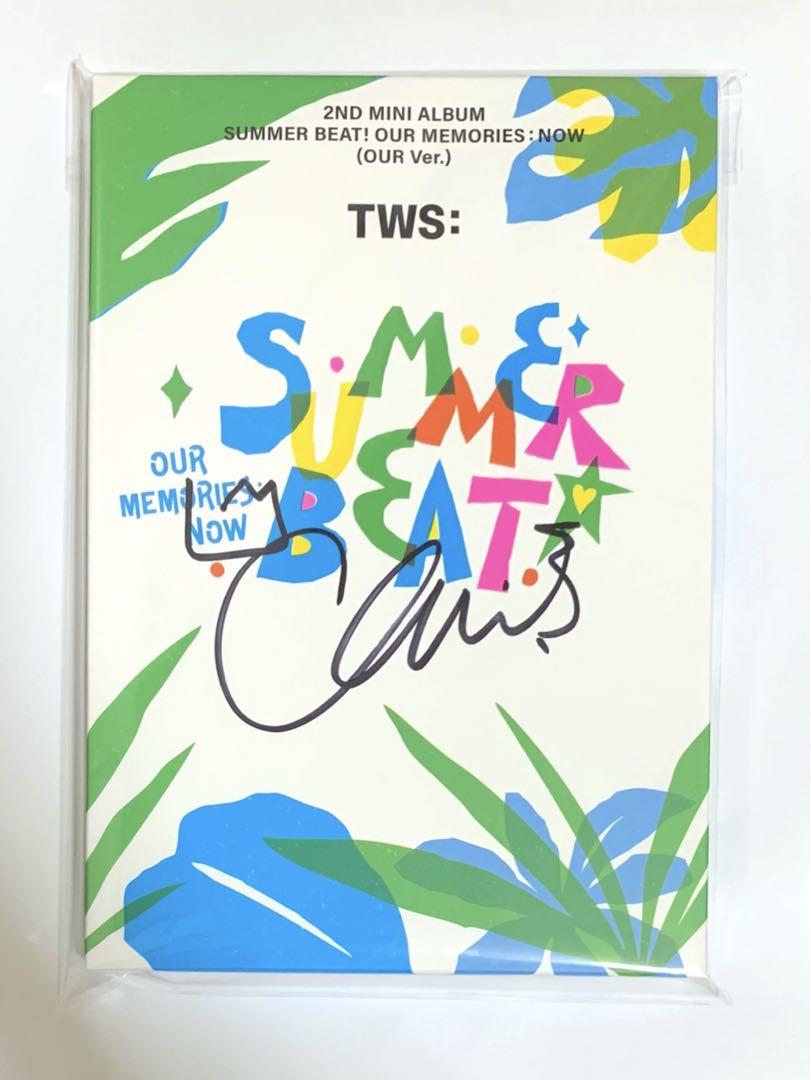 2ND MINI ALBUM
SUMMER BEAT! OUR MEMORIES : NOW
(OUR Ver.)
TWS:
SUMMER
BEAT!
OUR
MEMORIES:
NOW